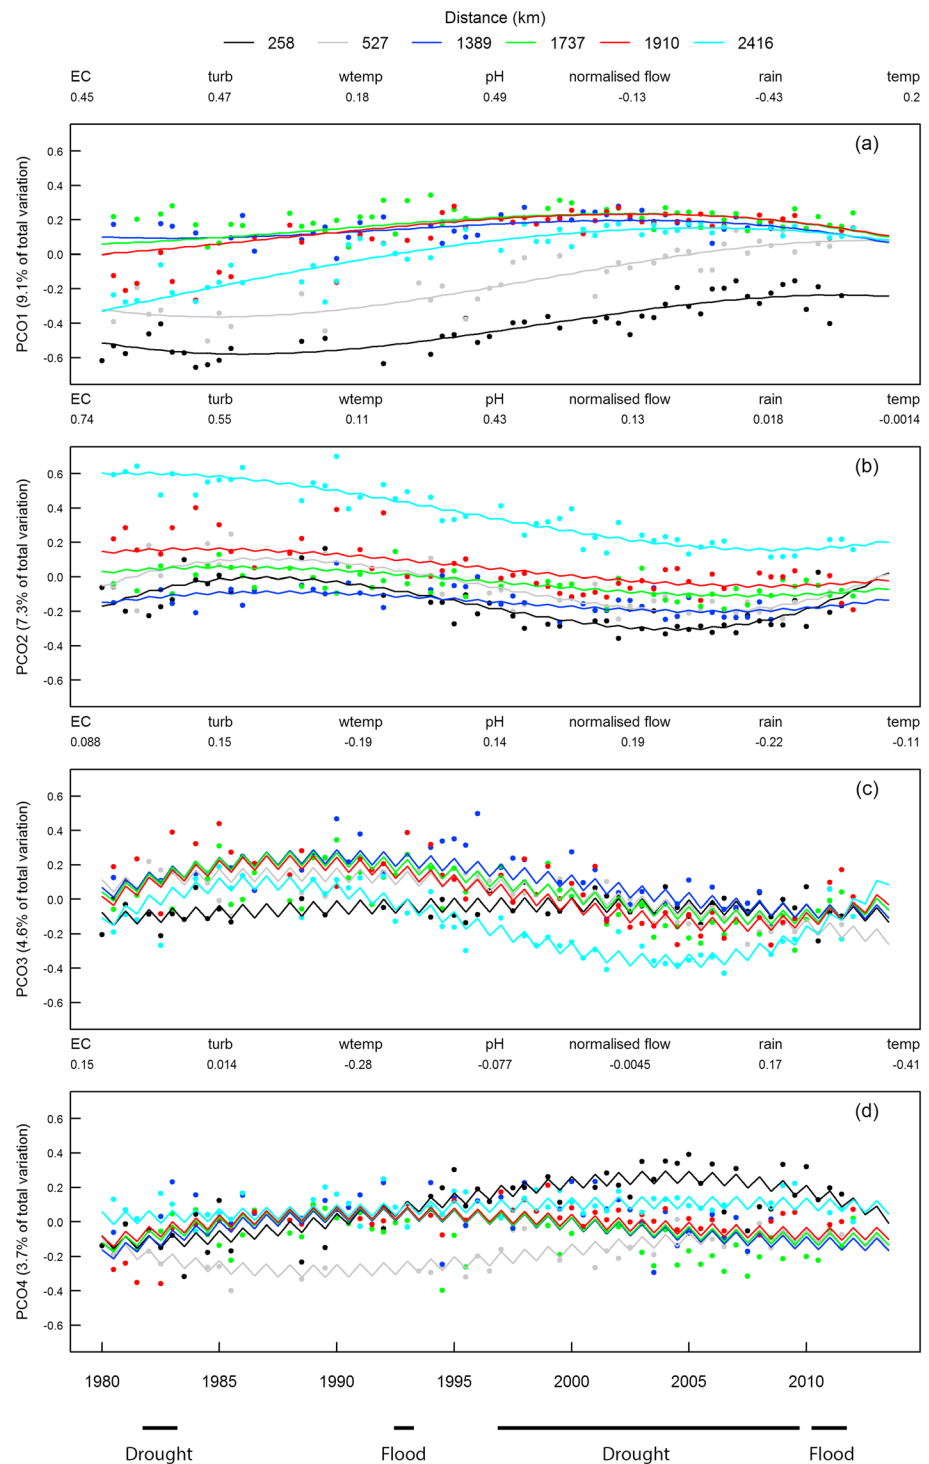 Distance (km)
258 527 1389 1737 1910 2416
EC turb wtemp pH normalised flow rain temp
0.45 0.47 0.18 0.49 -0.13 -0.43 0.2
(a)
PCO1 (9.1% of total variation)
0.6
0.4
0.2
0.0
-0.2
-0.4
-0.6
EC turb wtemp pH normalised flow rain temp
0.74 0.55 0.11 0.43 0.13 0.018 -0.0014
(b)
PCO2 (7.3% of total variation)
0.6
0.4
0.2
0.0
-0.2
-0.4
-0.6
EC turb wtemp pH normalised flow rain temp
0.088 0.15 -0.19 0.14 0.19 -0.22 -0.11
(c)
PCO3 (4.6% of total variation)
0.6
0.4
0.2
0.0
-0.2
-0.4
-0.6
EC turb wtemp pH normalised flow rain temp
0.15 0.014 -0.28 -0.077 -0.0045 0.17 -0.41
(d)
PCO4 (3.7% of total variation)
0.6
0.4
0.2
0.0
-0.2
-0.4
-0.6
1980 1985 1990 1995 2000 2005 2010
Drought Flood Drought Flood